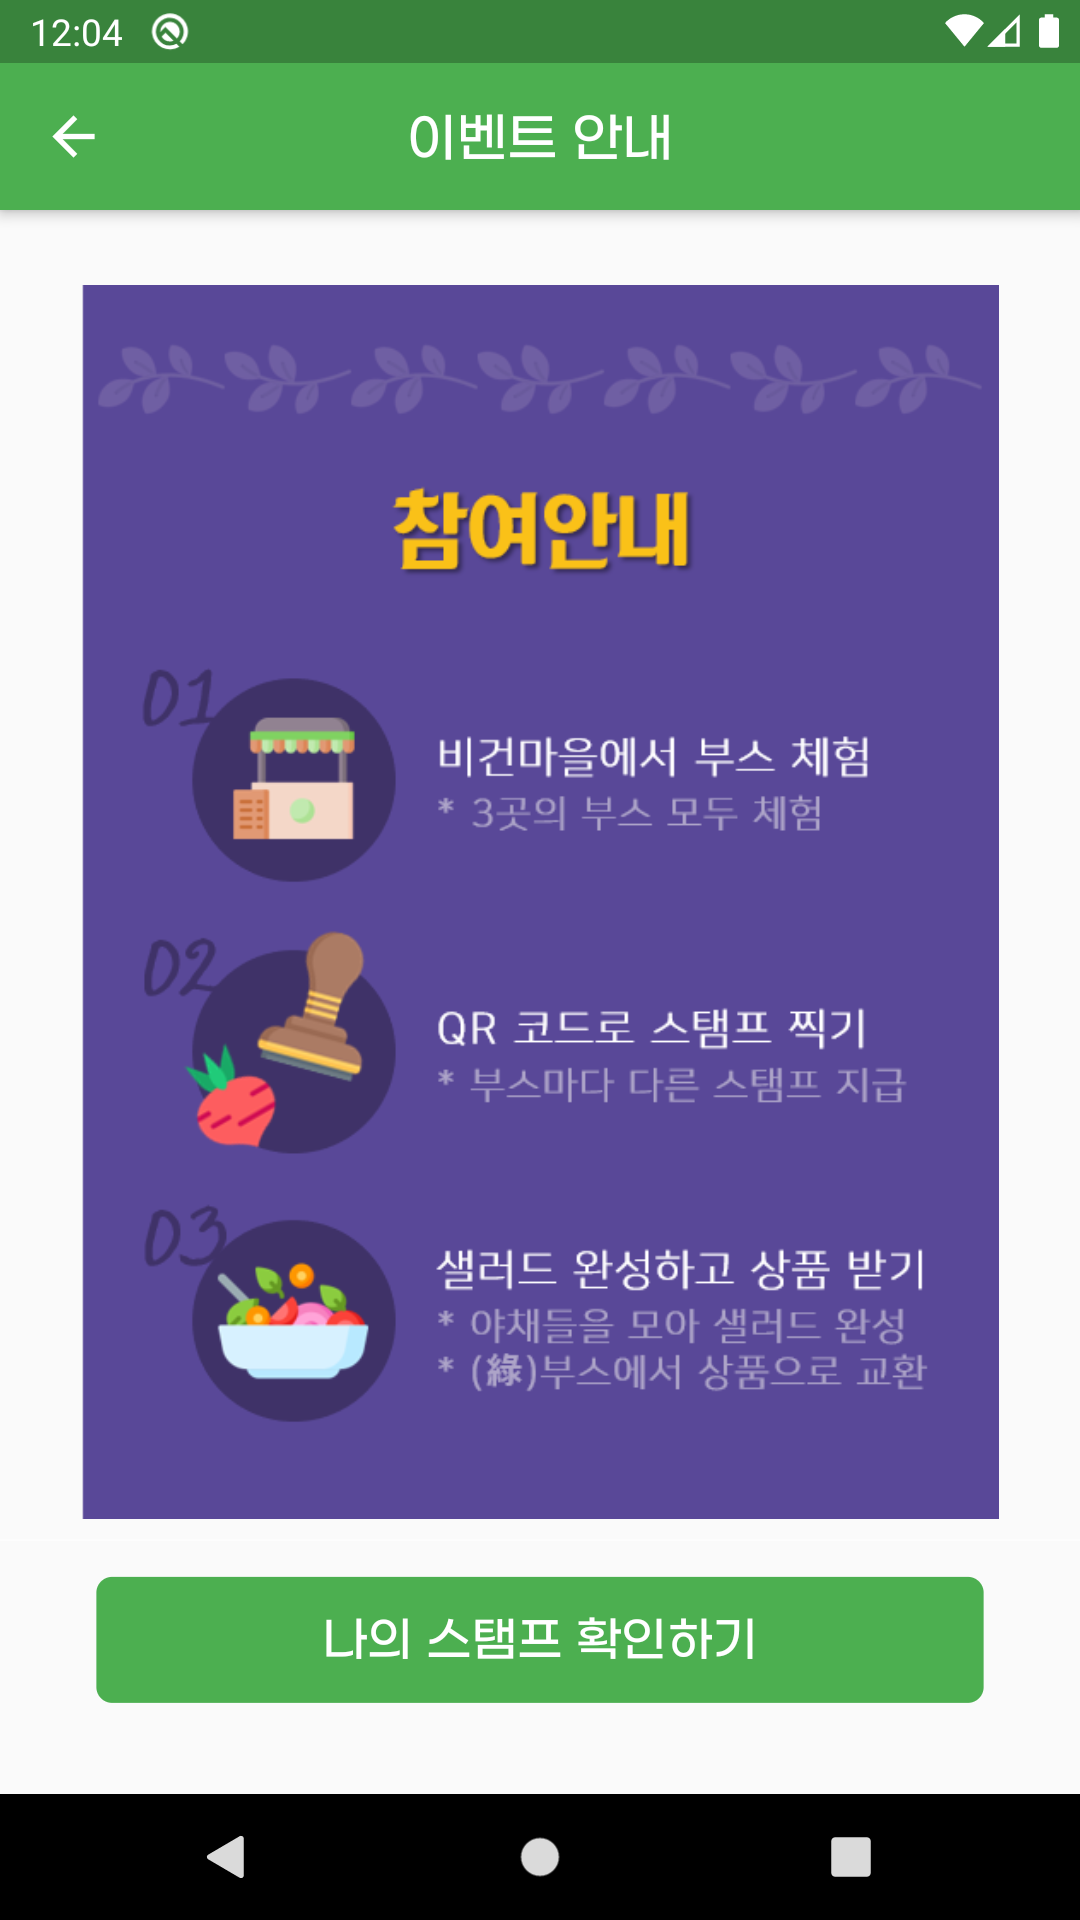 12:04
이벤트 안내
참여안내
01
비건마을에서 부스 체험
* 3곳의 부스 모두 체험
02
QR 코드로 스탬프 찍기
* 부스마다 다른 스탬프 지급
03
샐러드 완성하고 상품 받기
* 야채들을 모아 샐러드 완성
* (綠)부스에서 상품으로 교환
나의 스탬프 확인하기